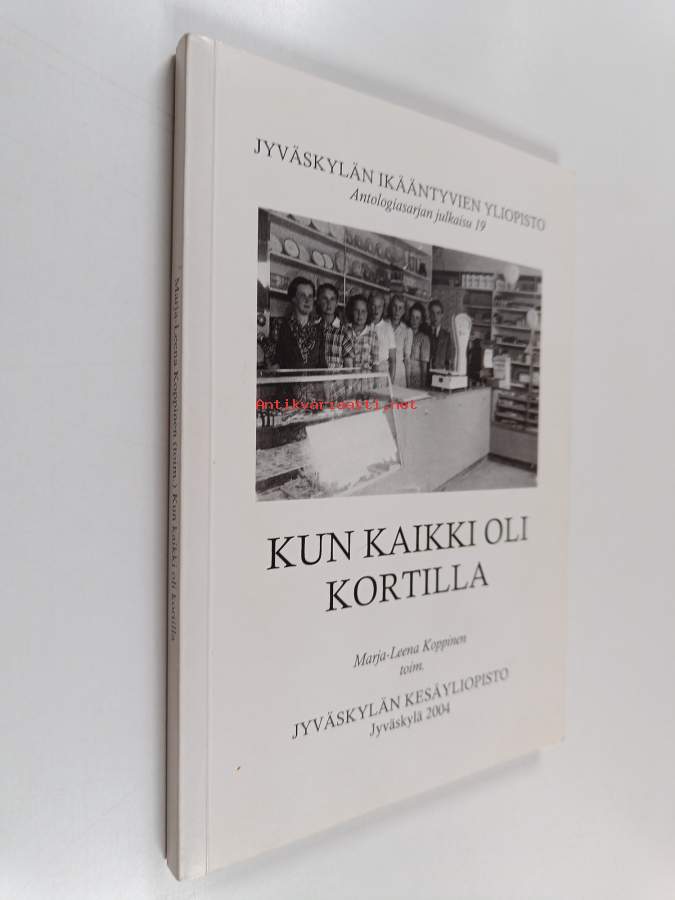 JYVÄSKYLÄN IKÄÄNTYVIEN YLIOPISTO
Antologiasarjan julkaisu 19
Antikvariaatti.net
KUN KAIKKI OLI
KORTILLA
Marja-Leena Koppinen
toim.
JYVÄSKYLÄN KESÄYLIOPISTO
Jyväskylä 2004
Marja-Leena Koppinen (toim.) Kun kaikki oli kortilla